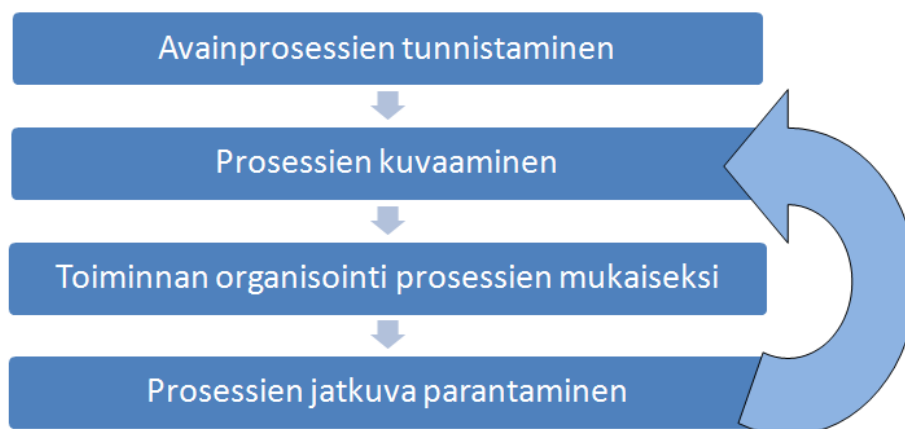 Avainprosessien tunnistaminen
Prosessien kuvaaminen
Toiminnan organisointi prosessien mukaiseksi
Prosessien jatkuva parantaminen